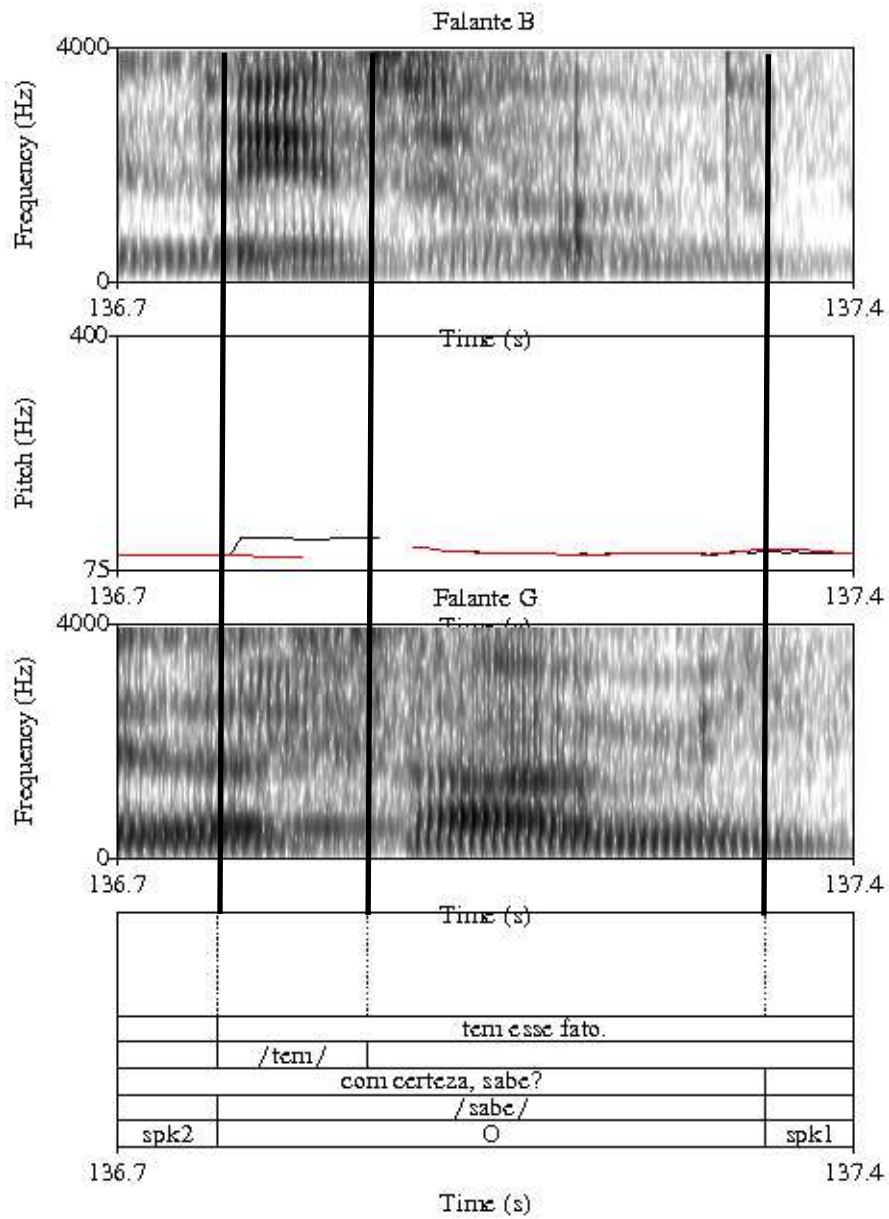 Falante B
4000
Frequency (Hz)
0
136.7 137.4
Time (s)
400
Pitch (Hz)
75
136.7 137.4
Falante G
Time (s)
4000
Frequency (Hz)
0
136.7 137.4
Time (s)
tem esse fato.
/tem/
com certeza, sabe?
/sabe/
spk2 O spk1
136.7 137.4
Time (s)